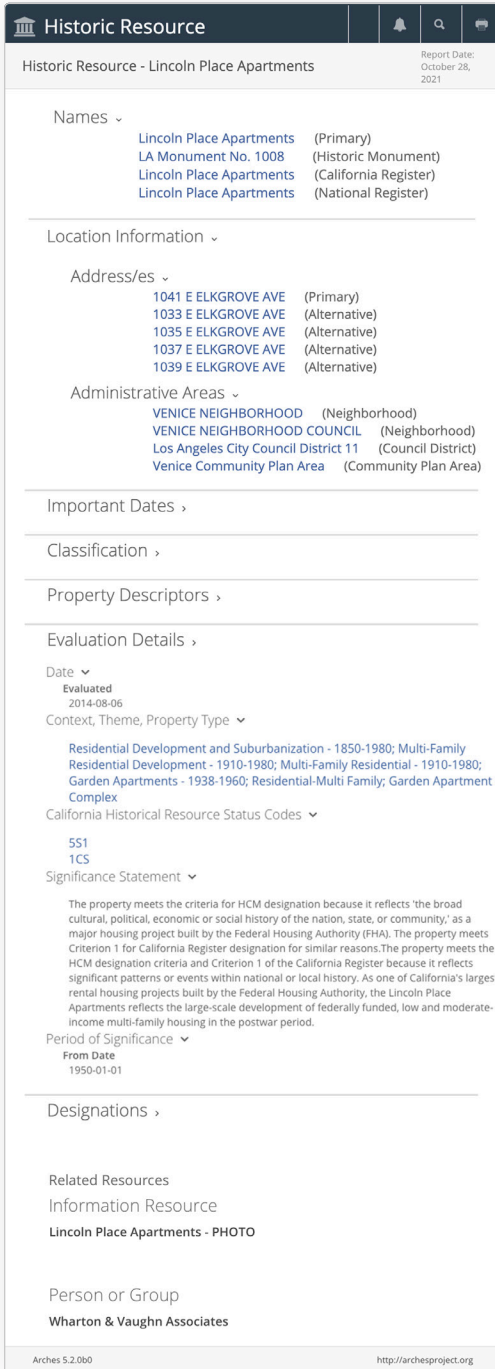 Historic Resource
Historic Resource - Lincoln Place Apartments
Report Date:
October 28,
2021
Names
Lincoln Place Apartments (Primary)
LA Monument No. 1008 (Historic Monument)
Lincoln Place Apartments (California Register)
Lincoln Place Apartments (National Register)
Location Information
Address/es
1041 E ELKGROVE AVE (Primary)
1033 E ELKGROVE AVE (Alternative)
1035 E ELKGROVE AVE (Alternative)
1037 E ELKGROVE AVE (Alternative)
1039 E ELKGROVE AVE (Alternative)
Administrative Areas
VENICE NEIGHBORHOOD (Neighborhood)
VENICE NEIGHBORHOOD COUNCIL (Neighborhood)
Los Angeles City Council District 11 (Council District)
Venice Community Plan Area (Community Plan Area)
Important Dates
Classification
Property Descriptors
Evaluation Details
Date
Evaluated
2014-08-06
Context, Theme, Property Type
Residential Development and Suburbanization - 1850-1980; Multi-Family
Residential Development - 1910-1980; Multi-Family Residential - 1910-1980;
Garden Apartments - 1938-1960; Residential-Multi Family; Garden Apartment
Complex
California Historical Resource Status Codes
5S1
1CS
Significance Statement
The property meets the criteria for HCM designation because it reflects 'the broad
cultural, political, economic or social history of the nation, state, or community,' as a
major housing project built by the Federal Housing Authority (FHA). The property meets
Criterion 1 for California Register designation for similar reasons.The property meets the
HCM designation criteria and Criterion 1 of the California Register because it reflects
significant patterns or events within national or local history. As one of California's larges
rental housing projects built by the Federal Housing Authority, the Lincoln Place
Apartments reflects the large-scale development of federally funded, low and moderate-
income multi-family housing in the postwar period.
Period of Significance
From Date
1950-01-01
Designations
Related Resources
Information Resource
Lincoln Place Apartments - PHOTO
Person or Group
Wharton & Vaughn Associates
Arches 5.2.0b0 http://archesproject.org